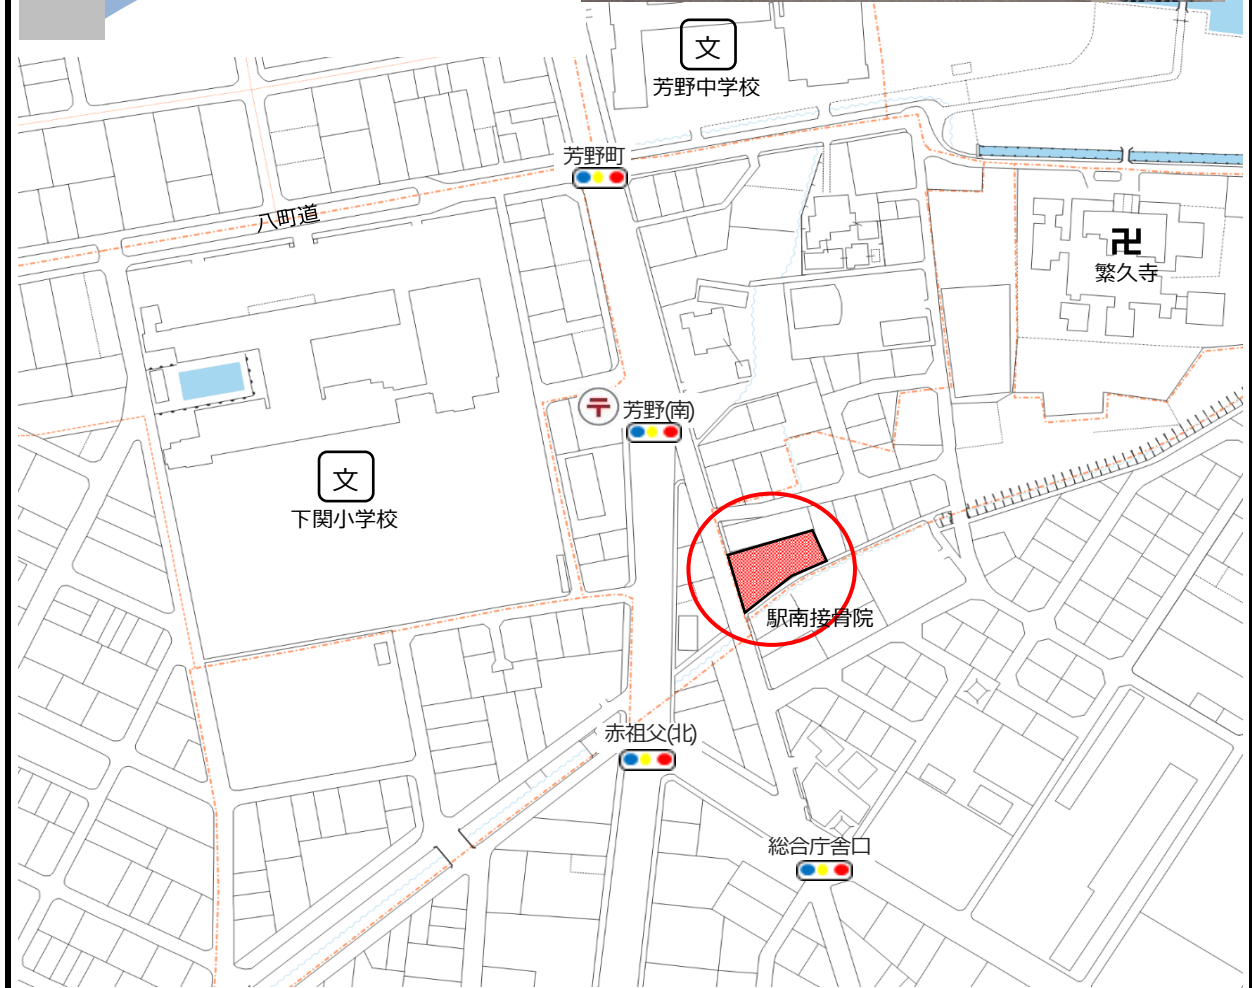 文
芳野中学校
芳野町
八町道
卍
繁久寺
〒
芳野(南)
文
下関小学校
駅南接骨院
赤祖父(北)
総合庁舎口